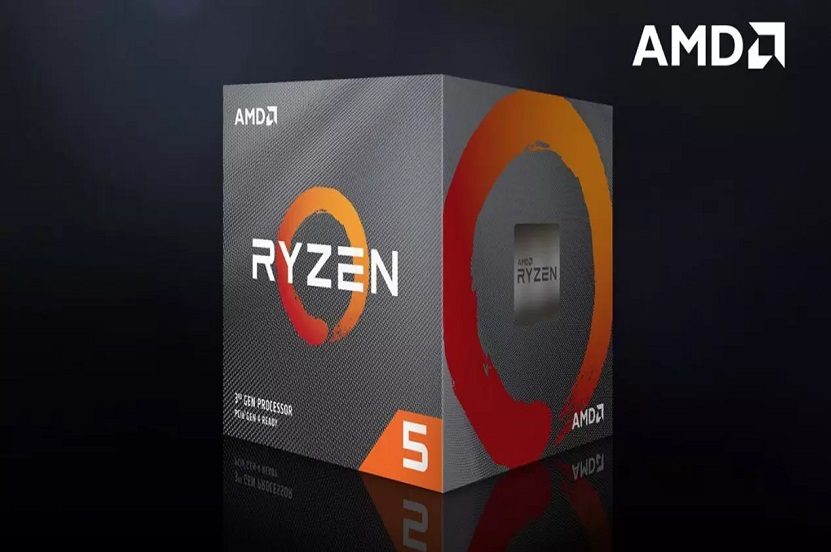 AMD
AMD
RYZEN
3rd GEN PROCESSOR
PCIe GEN 4 READY
5
AMD
RYZEN
AMD